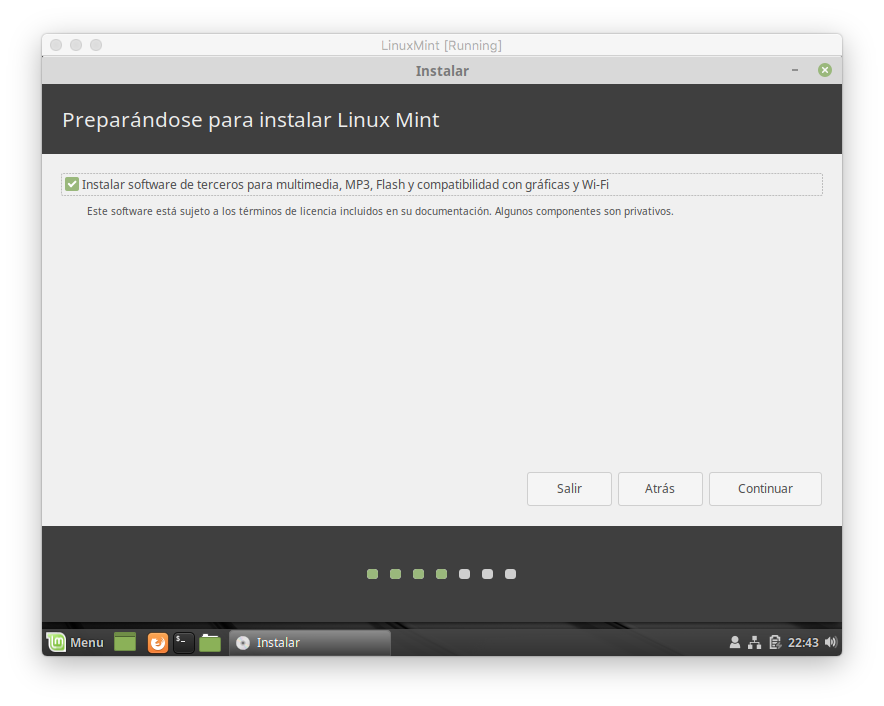 LinuxMint [Running]
Instalar
Preparándose para instalar Linux Mint
Instalar software de terceros para multimedia, MP3, Flash y compatibilidad con gráficas y Wi-Fi
Este software está sujeto a los términos de licencia incluidos en su documentación. Algunos componentes son privativos.
Salir Atrás Continuar
Menu $- Instalar 22:43